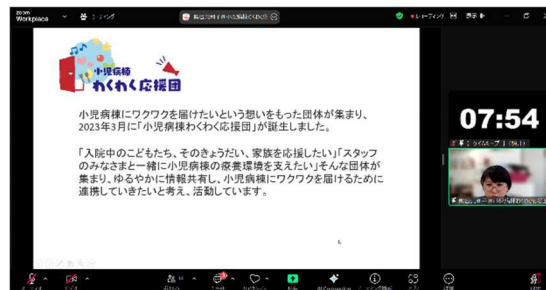 zoom
Workplace
小児病棟
わくわく応援団
小児病棟にワクワクを届けたいという想いをもった団体が集まり、
2023年3月に「小児病棟わくわく応援団」が誕生しました。
「入院中のこどもたち、そのきょうだい、家族を応援したい」「スタッフ
のみなさまと一緒に小児病棟の療養環境を支えたい」そんな団体が
集まり、ゆるやかに情報共有し、小児病棟にワクワクを届けるために
連携していきたいと考え、活動しています。
07:54